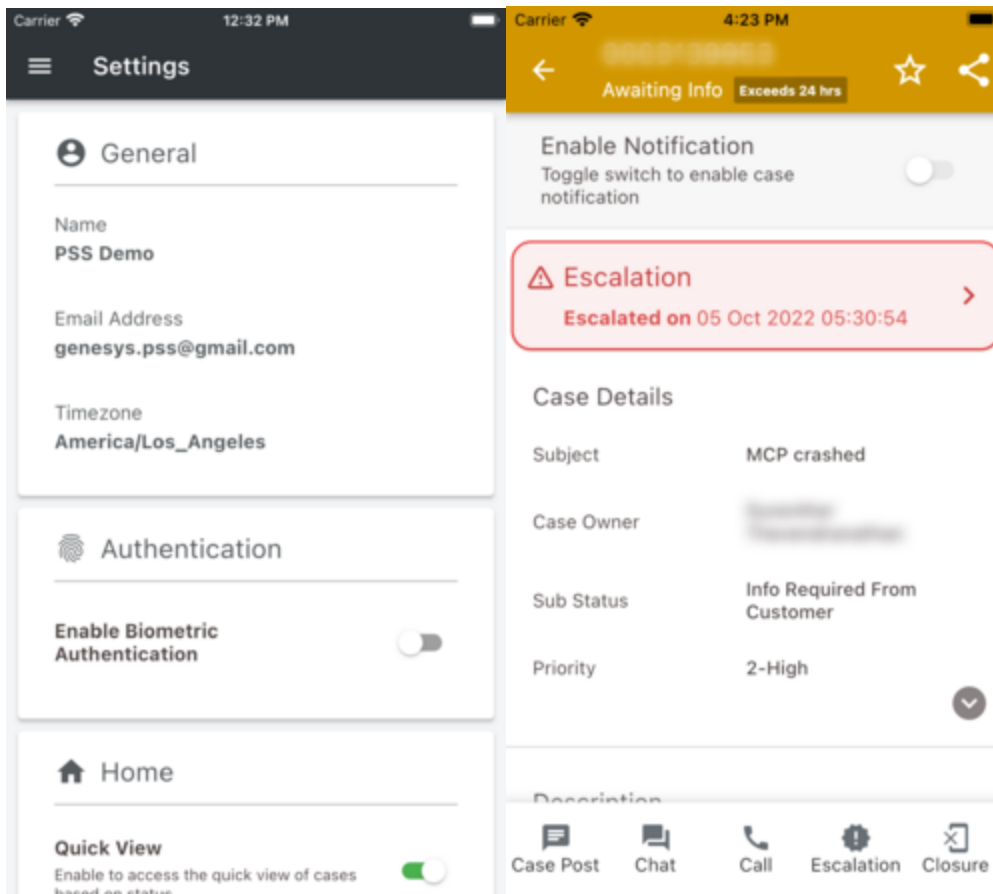 Carrier 12:32 PM
Settings
General
Name
PSS Demo
Email Address
genesys.pss@gmail.com
Timezone
America/Los_Angeles
Authentication
Enable Biometric
Authentication
Home
Quick View
Enable to access the quick view of cases
based on status
Carrier 4:23 PM
Awaiting Info Exceeds 24 hrs
Enable Notification
Toggle switch to enable case
notification
Escalation
Escalated on 05 Oct 2022 05:30:54
Case Details
Subject MCP crashed
Case Owner
Sub Status Info Required From
Customer
Priority 2-High
Description
Case Post Chat Call Escalation Closure